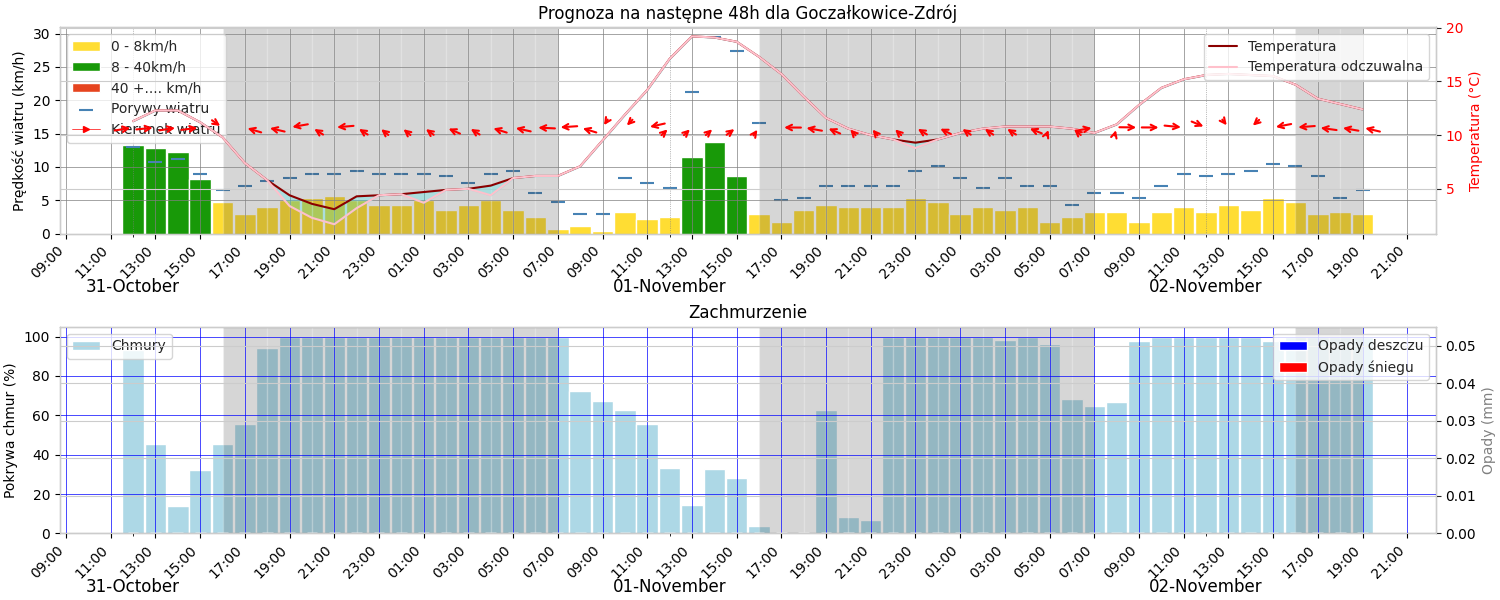 Prognoza na następne 48h dla Goczałkowice-Zdrój
Prędkość wiatru (km/h)
30
25
20
15
10
5
0
0 - 8km/h
8 - 40km/h
40 +.... km/h
Porywy wiatru
Kierunek wiatru
Temperatura
Temperatura odczuwalna
20
15
10
5
Temperatura (°C)
09:00 11:00 13:00 15:00 17:00 19:00 21:00 23:00 01:00 03:00 05:00 07:00 09:00 11:00 13:00 15:00 17:00 19:00 21:00 23:00 01:00 03:00 05:00 07:00 09:00 11:00 13:00 15:00 17:00 19:00 21:00
31-October 01-November 02-November
Zachmurzenie
Pokrywa chmur (%)
100
80
60
40
20
0
Chmury
Opady deszczu
Opady śniegu
0.05
0.04
0.03
0.02
0.01
0.00
Opady (mm)
09:00 11:00 13:00 15:00 17:00 19:00 21:00 23:00 01:00 03:00 05:00 07:00 09:00 11:00 13:00 15:00 17:00 19:00 21:00 23:00 01:00 03:00 05:00 07:00 09:00 11:00 13:00 15:00 17:00 19:00 21:00
31-October 01-November 02-November